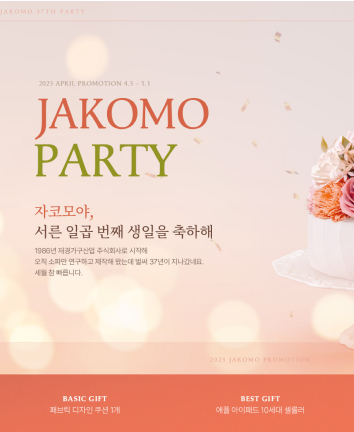 JAKOMO 37TH PARTY
2023 APRIL PROMOTION 4.3 - 5.1
JAKOMO
PARTY
자코모야,
서른 일곱 번째 생일을 축하해
1986년 재경가구산업 주식회사로 시작해
오직 소파만 연구하고 제작해 왔는데 벌써 37년이 지나갔네요.
세월 참 빠릅니다.
2023 JAKOMO PROMOTION
BASIC GIFT
패브릭 디자인 쿠션 1개
BEST GIFT
애플 아이패드 10세대 셀룰러